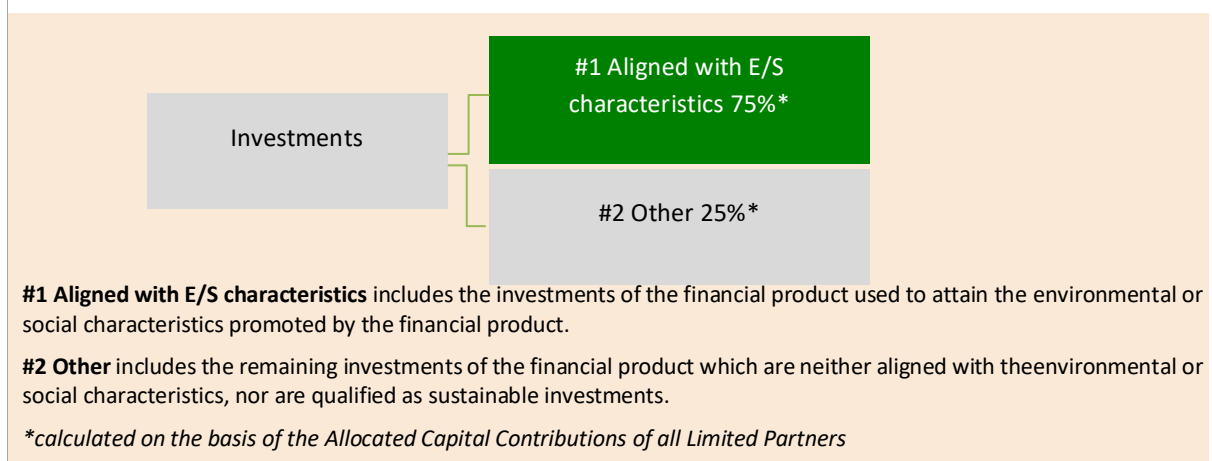 #1 Aligned with E/S
characteristics 75%*
Investments
#2 Other 25%*
#1 Aligned with E/S characteristics includes the investments of the financial product used to attain the environmental or
social characteristics promoted by the financial product.
#2 Other includes the remaining investments of the financial product which are neither aligned with theenvironmental or
social characteristics, nor are qualified as sustainable investments.
*calculated on the basis of the Allocated Capital Contributions of all Limited Partners